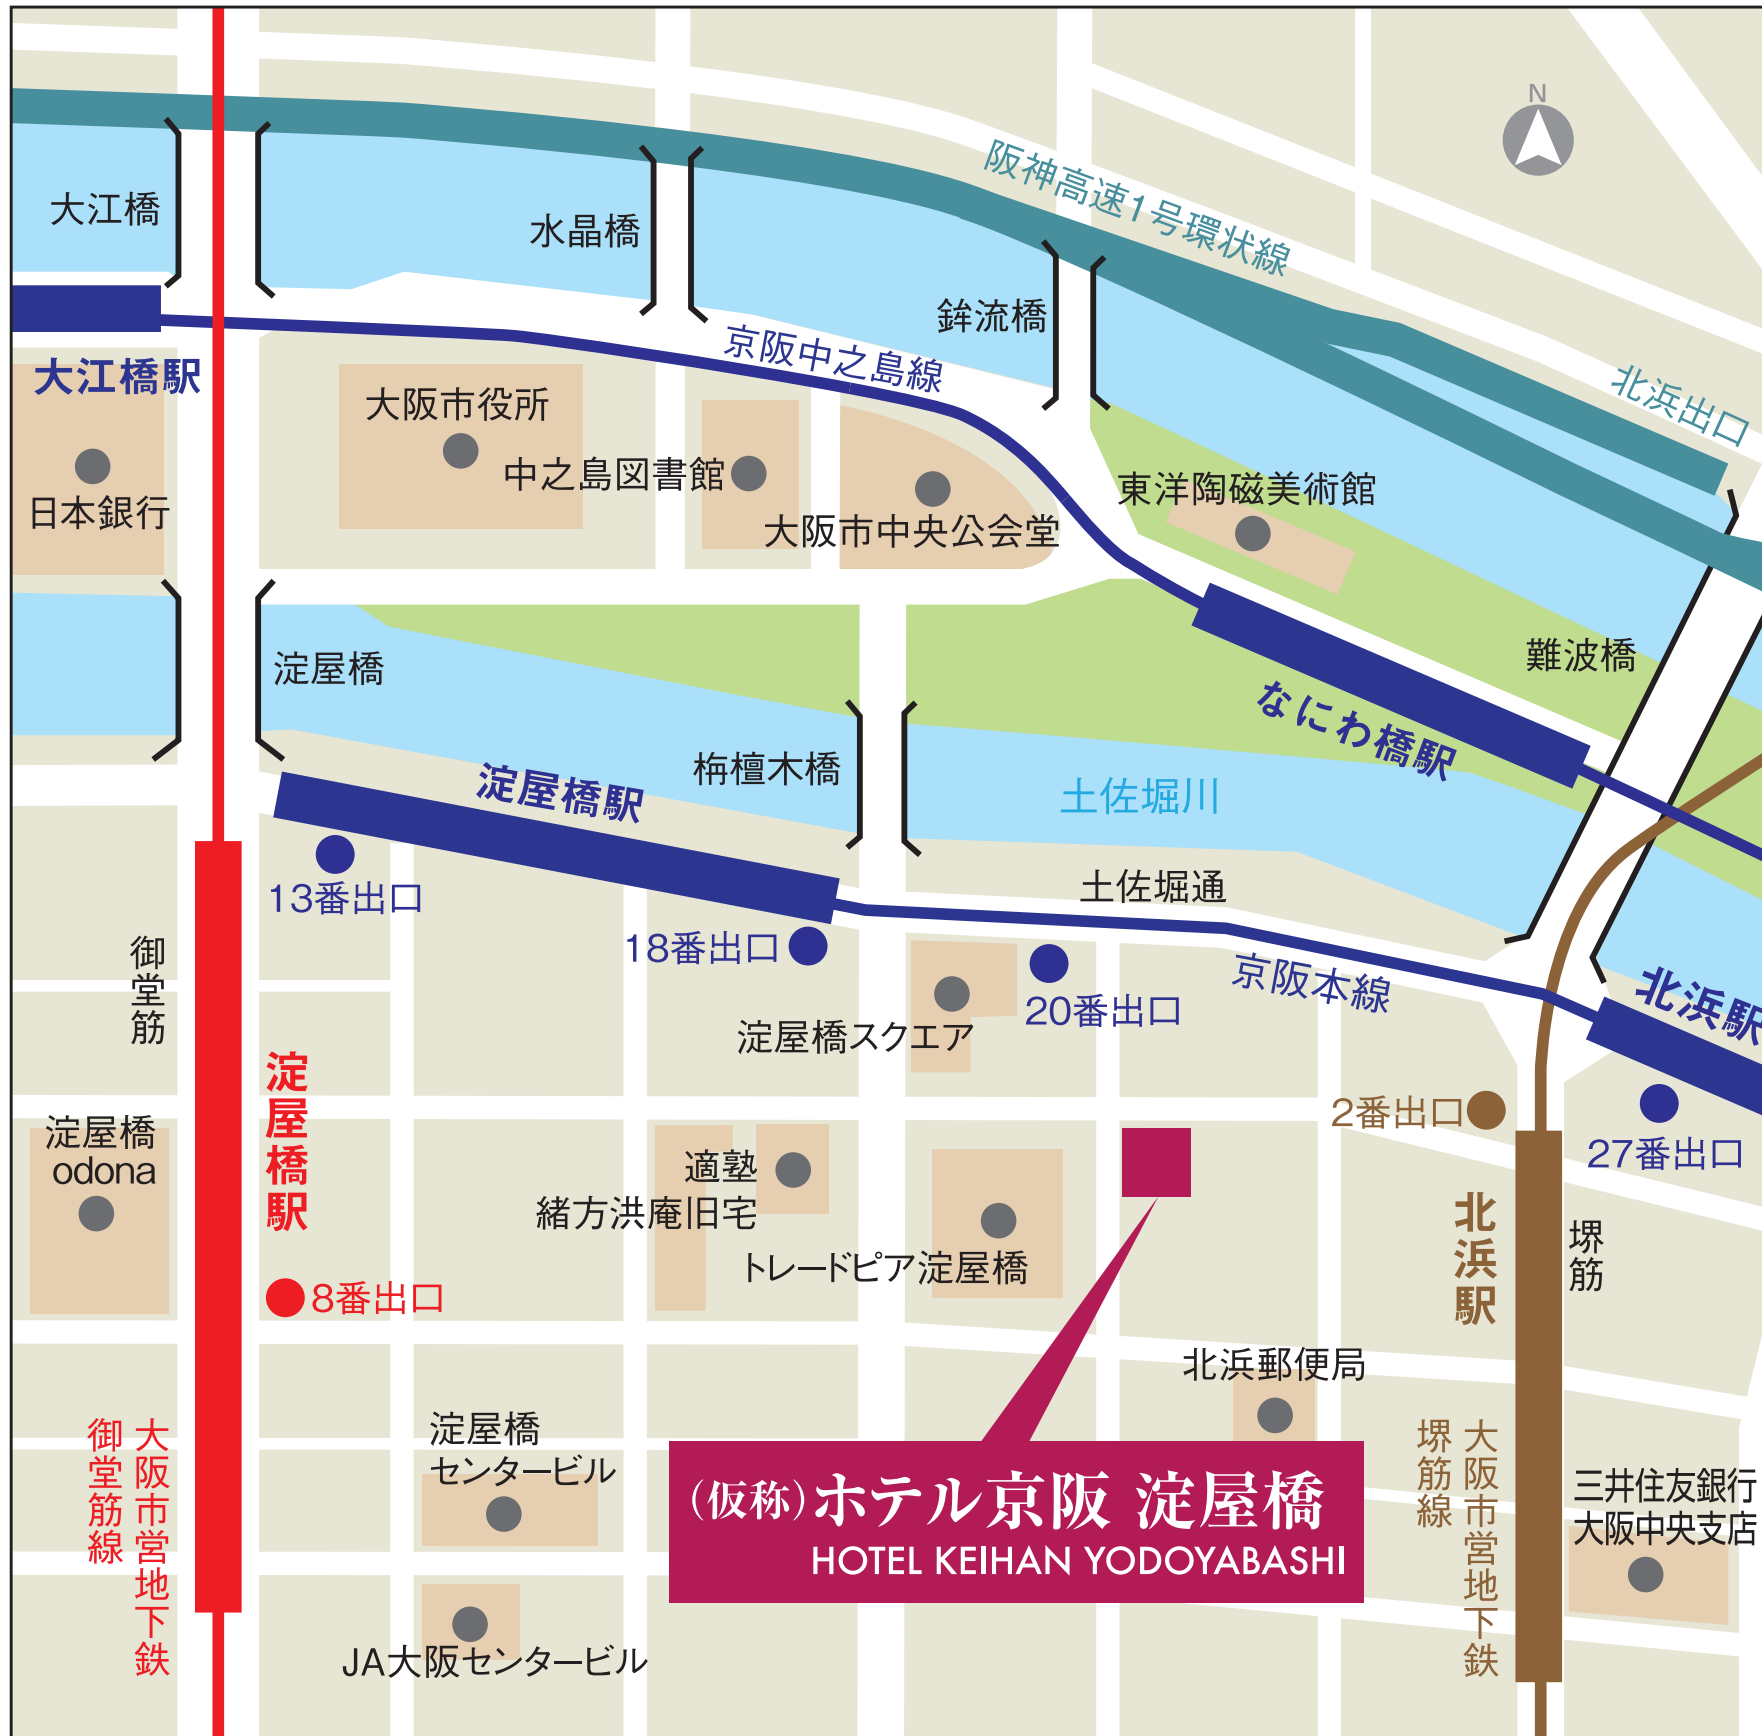 N
阪神高速1号環状線
大江橋
水晶橋
鉾流橋
京阪中之島線
北浜出口
大江橋駅
大阪市役所
中之島図書館
大阪市中央公会堂
東洋陶磁美術館
日本銀行
淀屋橋
難波橋
なにわ橋駅
栴檀木橋
淀屋橋駅
土佐堀川
土佐堀通
13番出口
18番出口
御堂筋
京阪本線
北浜駅
20番出口
淀屋橋スクエア
淀屋橋駅
2番出口
27番出口
淀屋橋
odona
適塾
緒方洪庵旧宅
トレードピア淀屋橋
北浜駅
堺筋
8番出口
北浜郵便局
大阪市営地下鉄
御堂筋線
淀屋橋
センタービル
大阪市営地下鉄
堺筋線
三井住友銀行
大阪中央支店
(仮称)ホテル京阪 淀屋橋
HOTEL KEIHAN YODOYABASHI
JA大阪センタービル